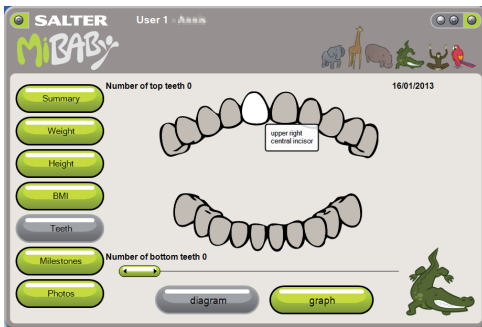 SALTER
User 1
MiBABy
Number of top teeth 0
16/01/2013
Summary
Weight
Height
BMI
Teeth
Milestones
Photos
upper right
central incisor
Number of bottom teeth 0
diagram
graph